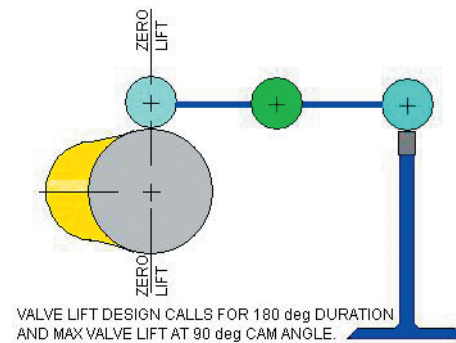 ZERO
LIFT
ZERO
LIFT
VALVE LIFT DESIGN CALLS FOR 180 deg DURATION
AND MAX VALVE LIFT AT 90 deg CAM ANGLE.